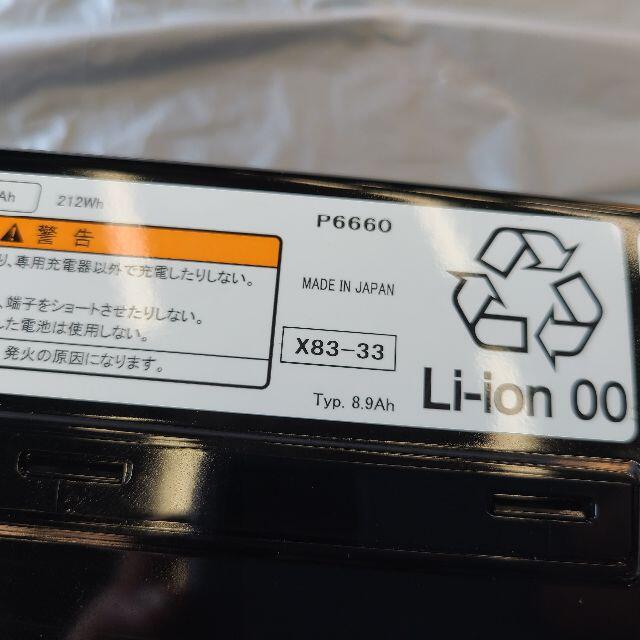 Ah 212Wh
P6660
警告
り、専用充電器以外で充電したりしない。
MADE IN JAPAN
、端子をショートさせたりしない。
した電池は使用しない。
X83-33
発火の原因になります。
Typ. 8.9Ah
Li-ion 00